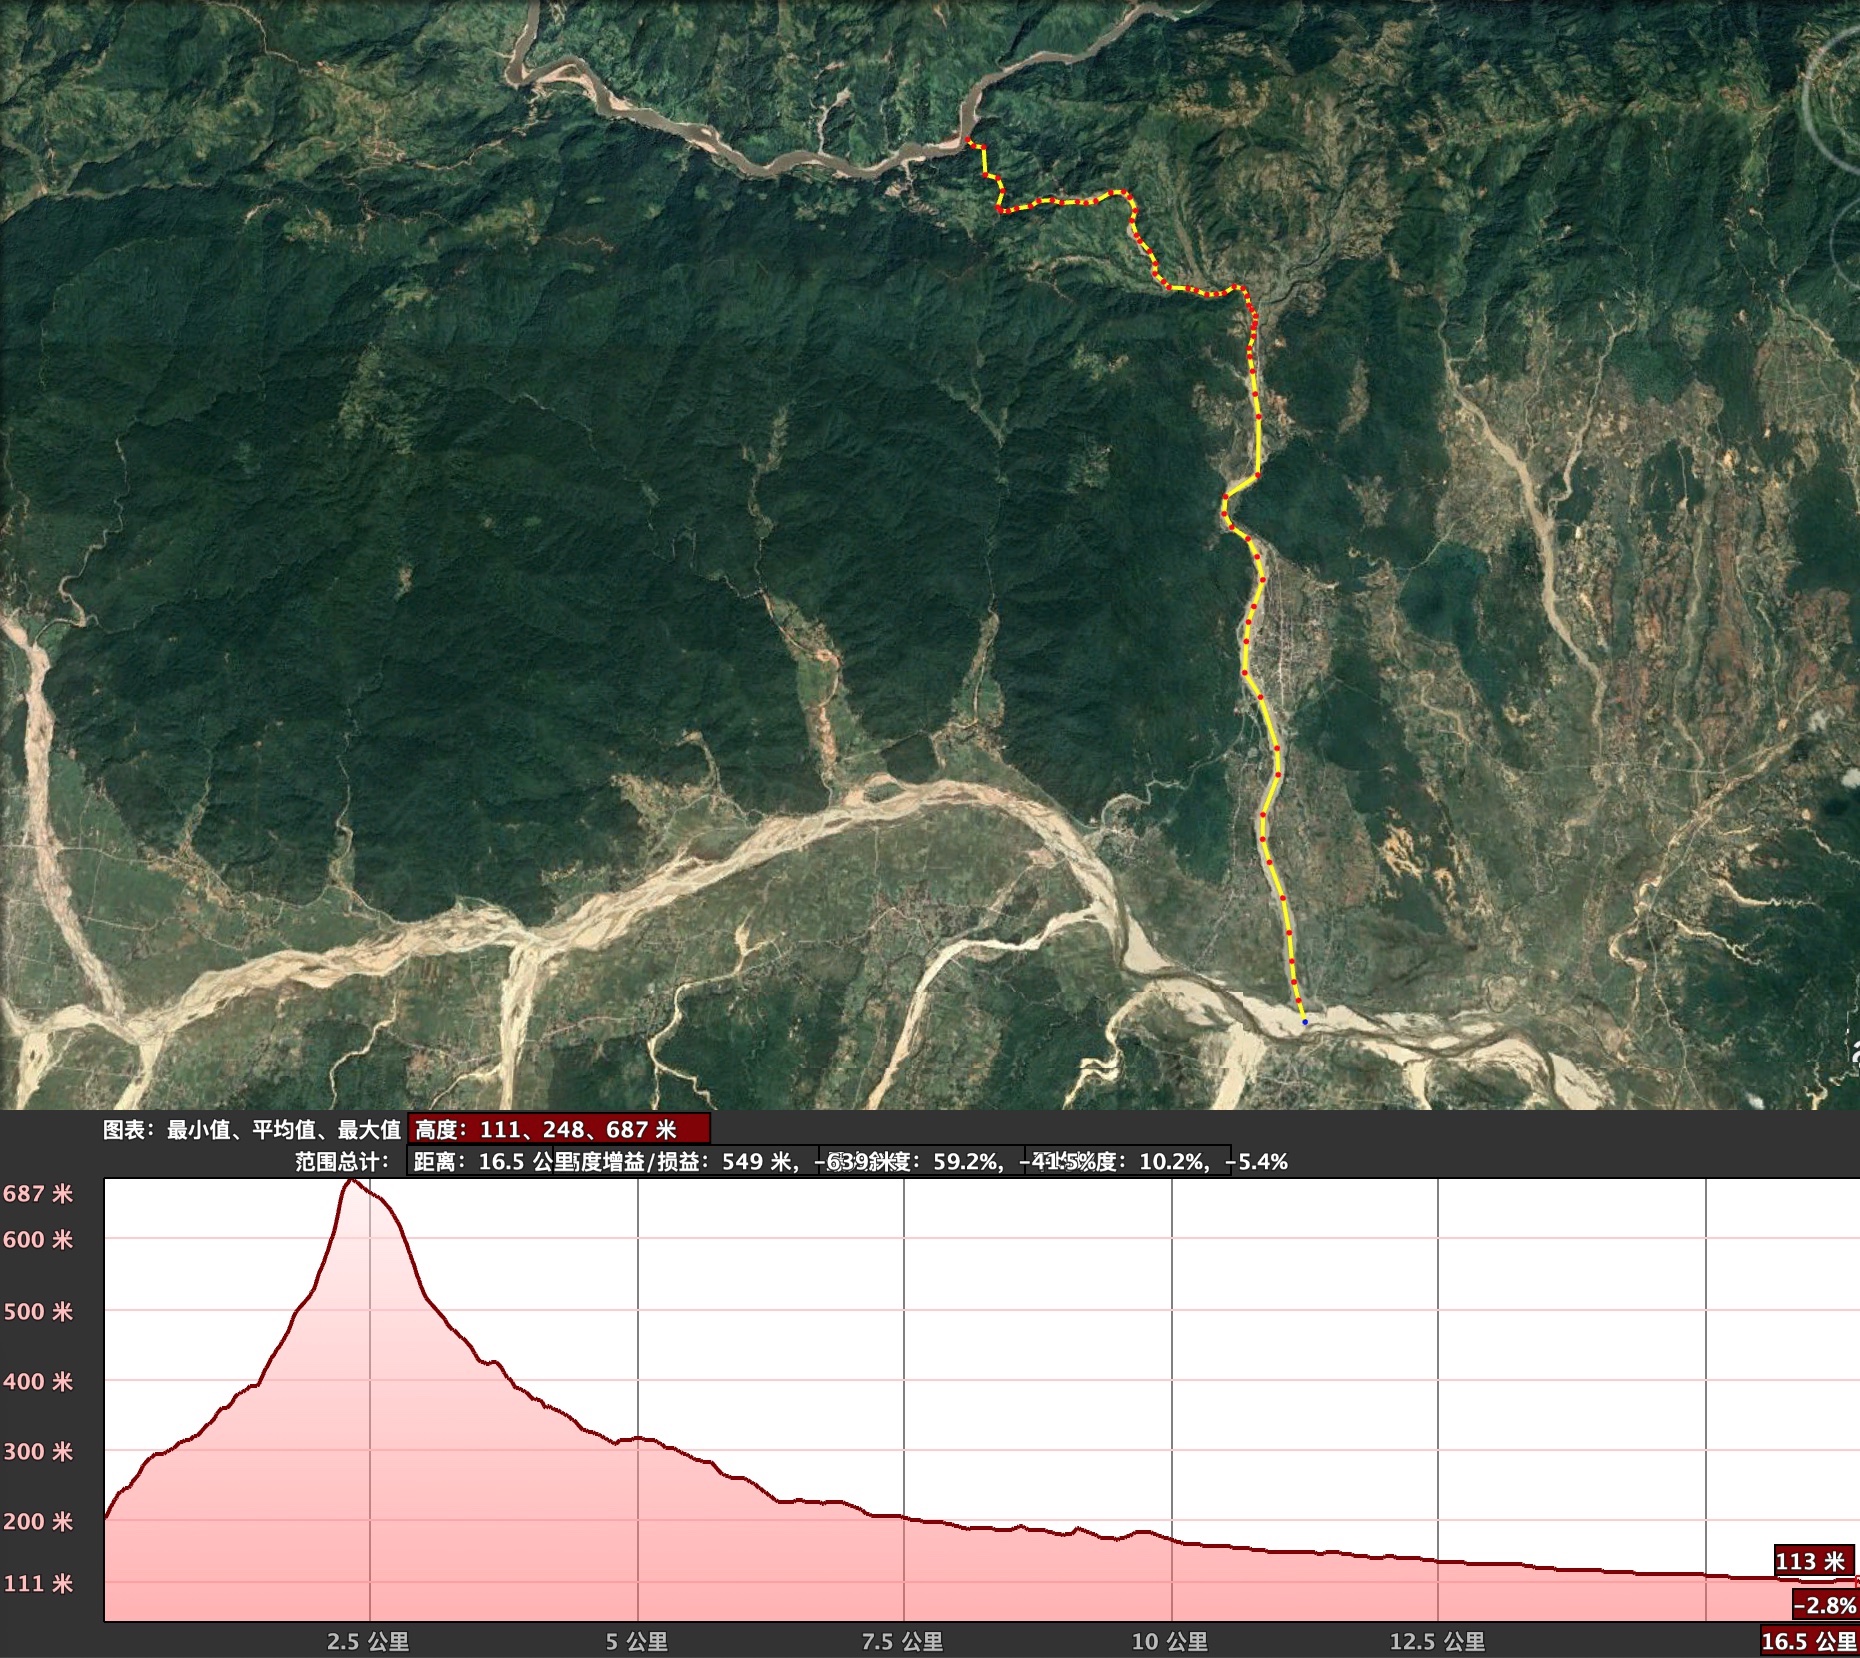 图表：最小值、平均值、最大值 高度：111、248、687 米
范围总计： 距离：16.5 公里 高度增益/损益：549 米，-639 米 斜度：59.2%，-41.5% 度：10.2%，-5.4%
687 米
600 米
500 米
400 米
300 米
200 米
111 米
113 米
-2.8%
2.5 公里 5 公里 7.5 公里 10 公里 12.5 公里 16.5 公里